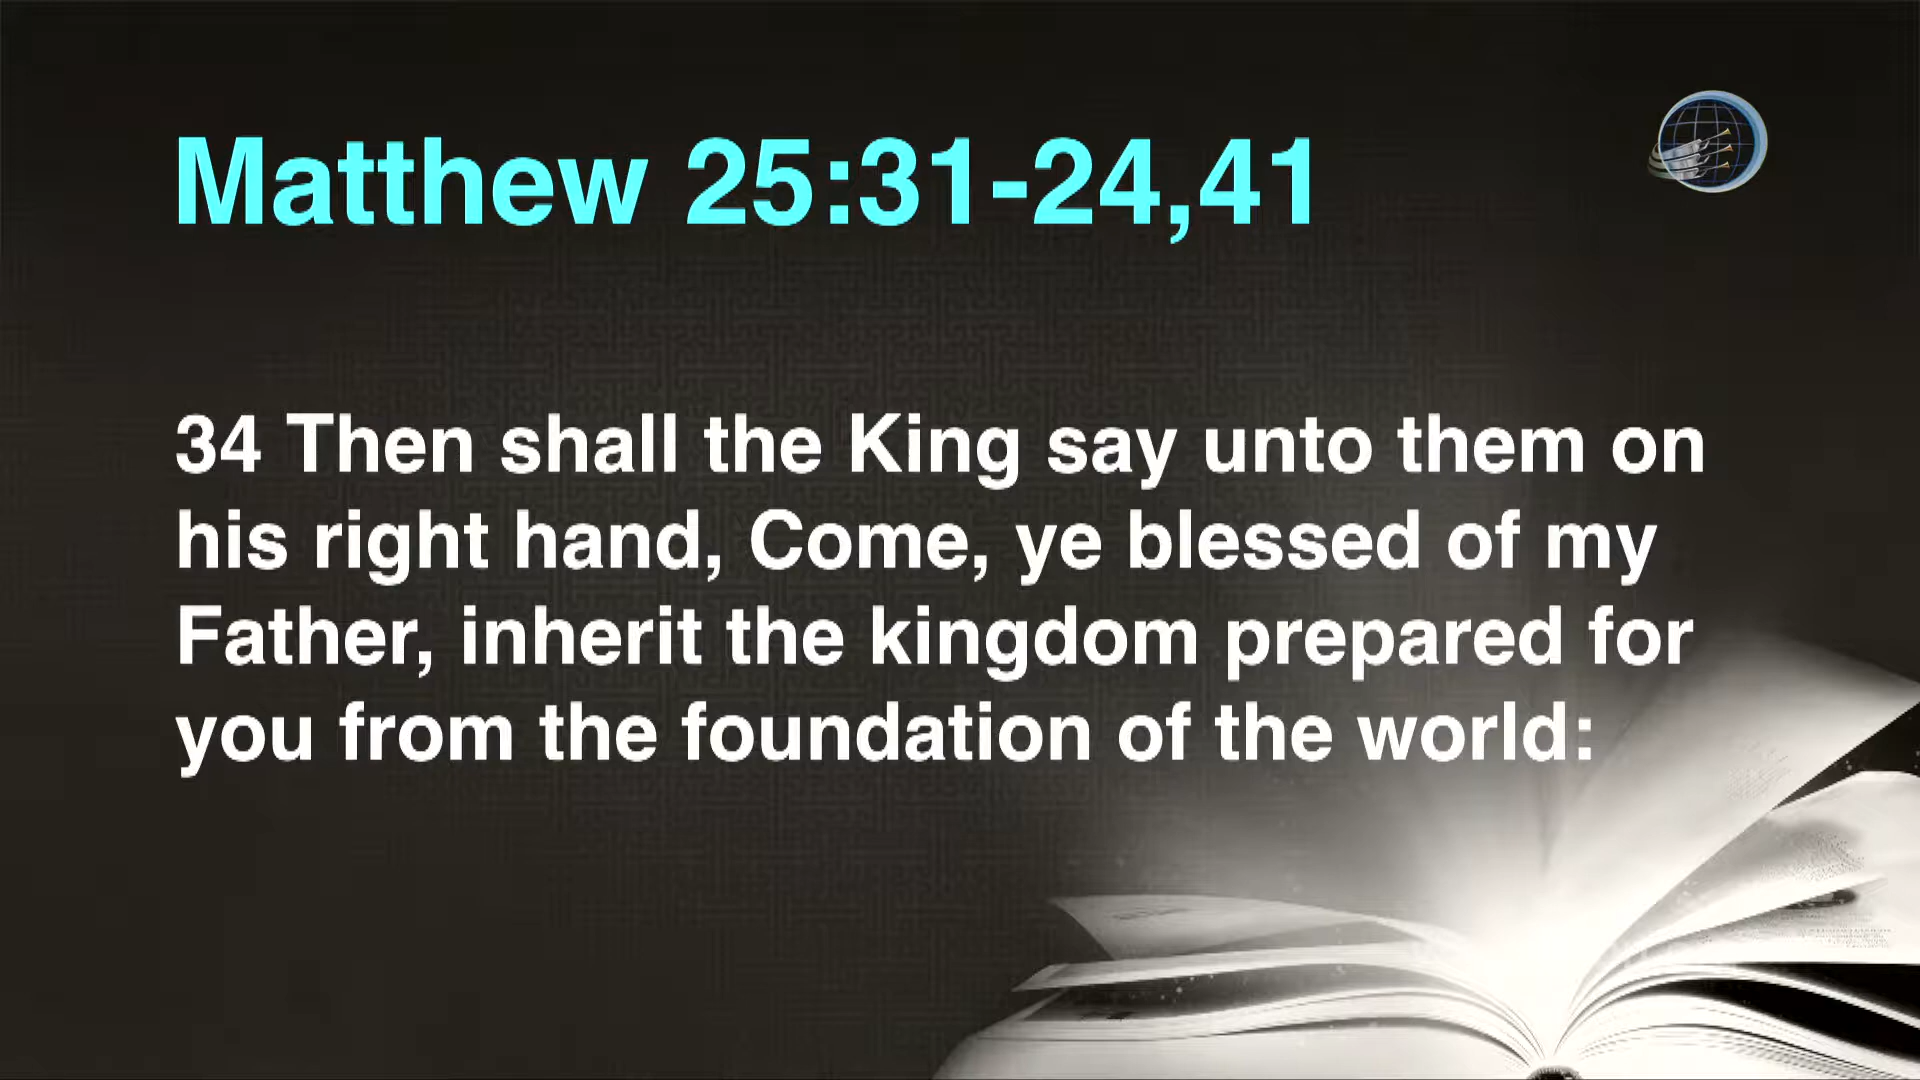 Matthew 25:31-24,41
34 Then shall the King say unto them on
his right hand, Come, ye blessed of my
Father, inherit the kingdom prepared for
you from the foundation of the world: